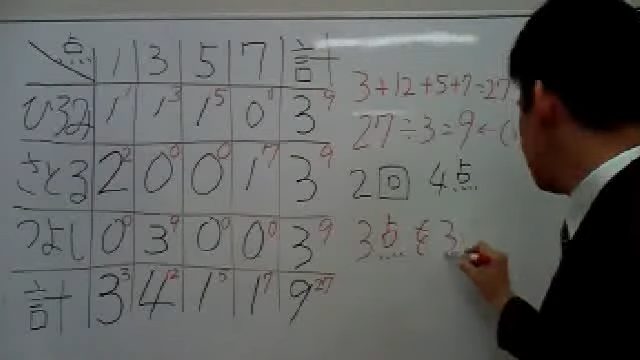 点 1 3 5 7 計
ひろみ 1 1 1 3 1 5 0 0 3 9
さとる 2 2 0 0 0 0 1 7 3 9
つよし 0 0 3 9 0 0 0 0 3 9
計 3 3 4 12 1 5 1 7 9 27
3+12+5+7=27
27÷3=9←(
2回 4点
3点を3